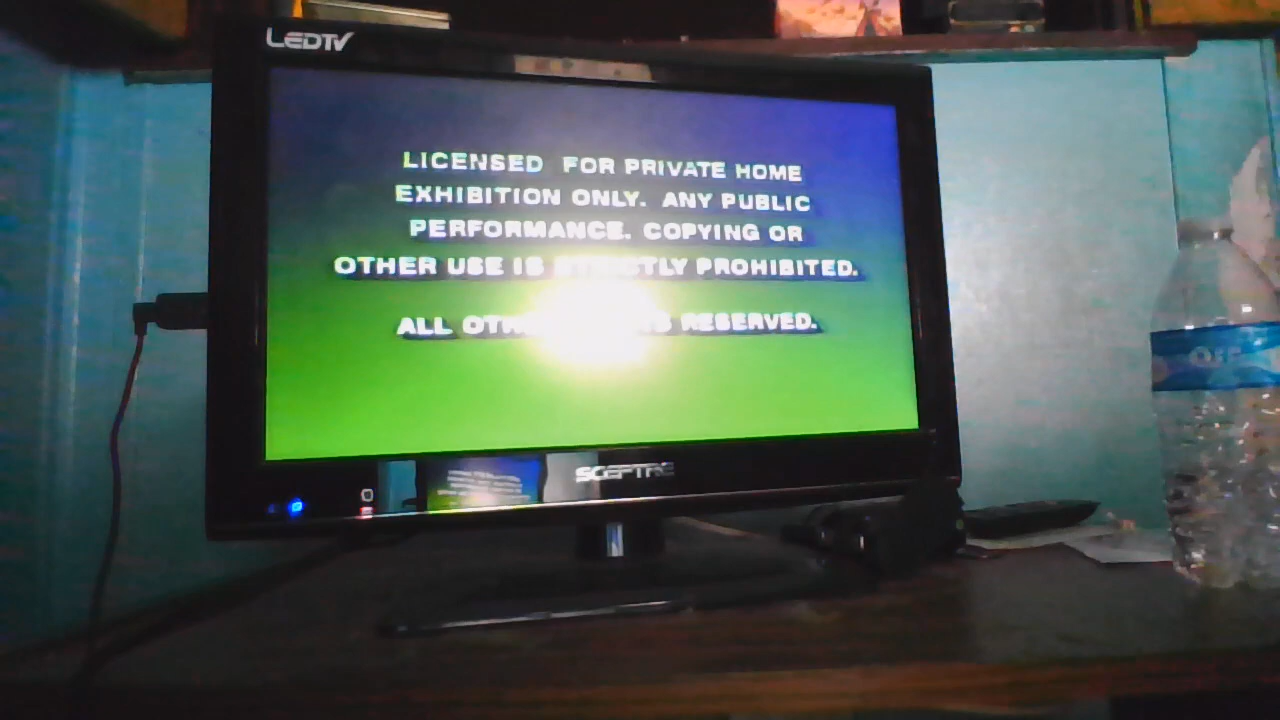 LEDTV
LICENSED FOR PRIVATE HOME
EXHIBITION ONLY. ANY PUBLIC
PERFORMANCE. COPYING OR
OTHER USE IS STRICTLY PROHIBITED.
ALL RESERVED.
SCEPTRE